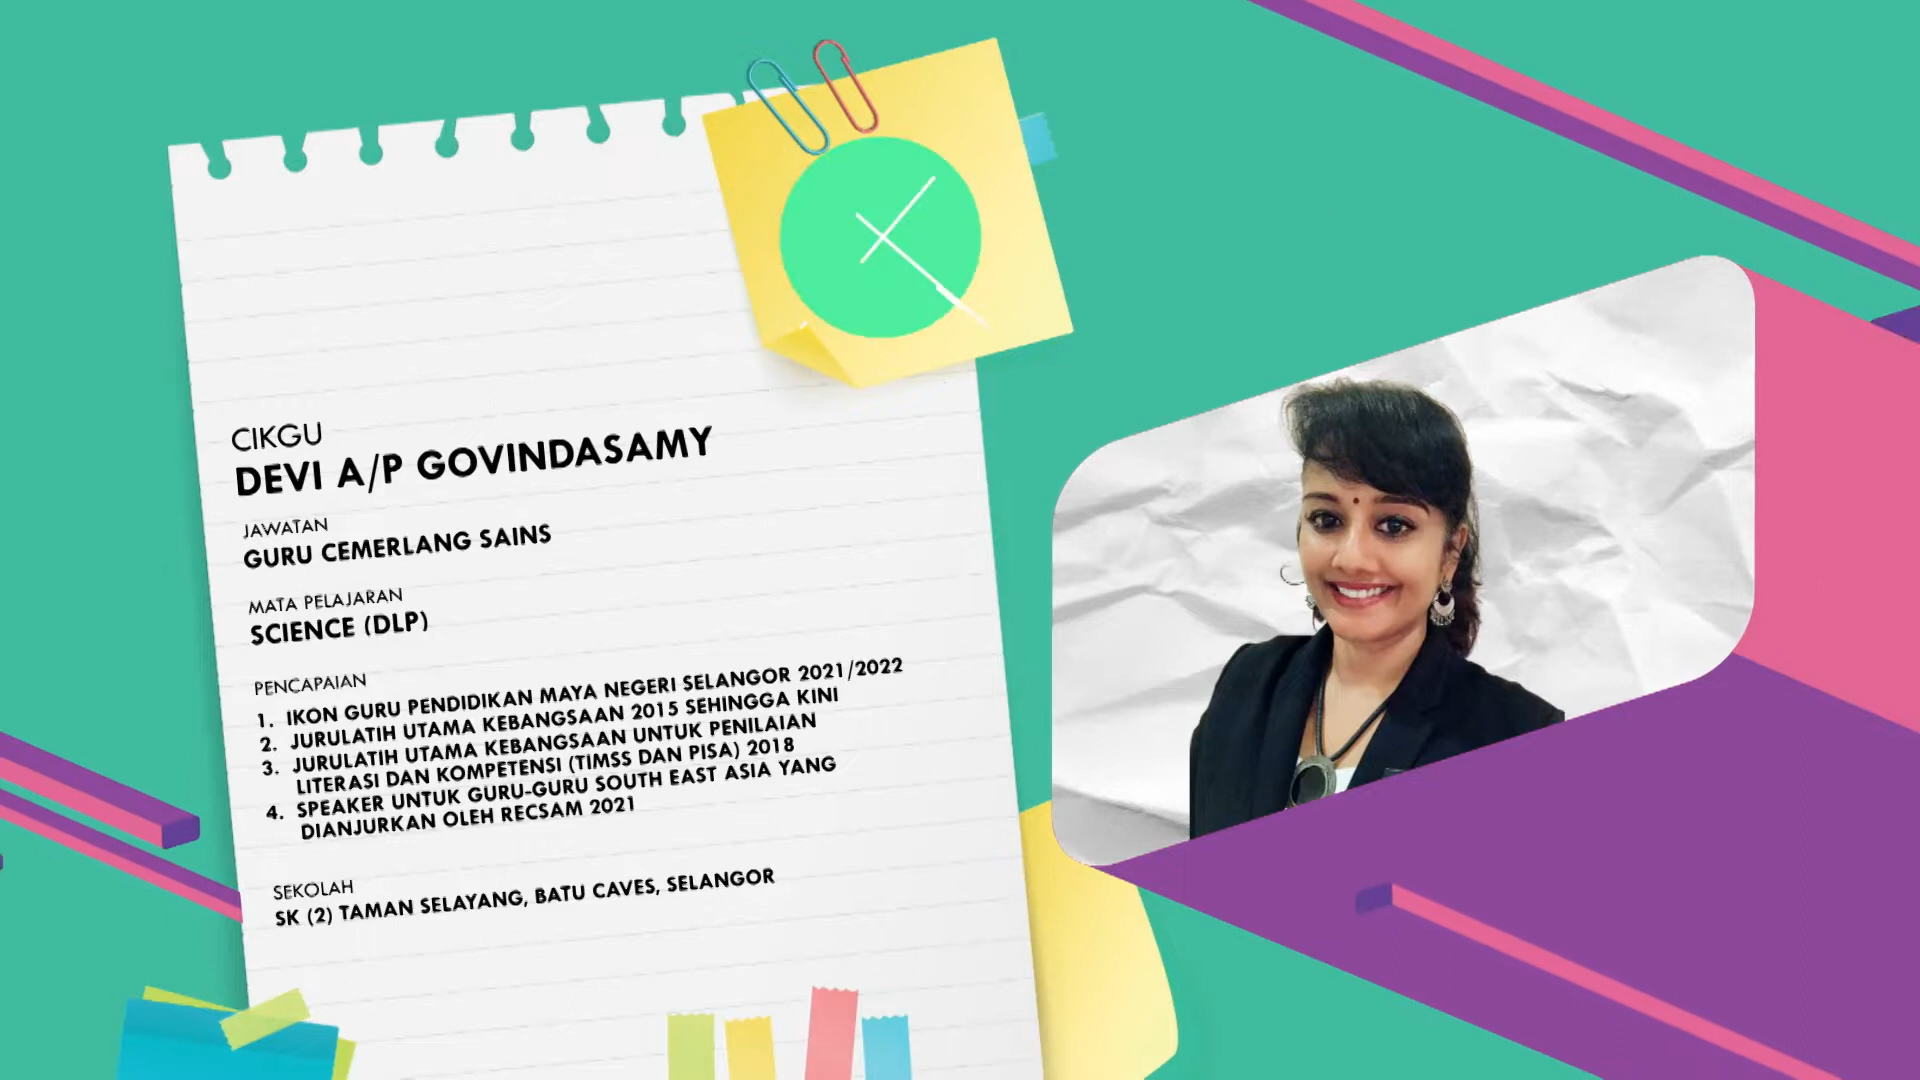 CIKGU
DEVI A/P GOVINDASAMY
JAWATAN
GURU CEMERLANG SAINS
MATA PELAJARAN
SCIENCE (DLP)
PENCAPAIAN
1. IKON GURU PENDIDIKAN MAYA NEGERI SELANGOR 2021/2022
2. JURULATIH UTAMA KEBANGSAAN 2015 SEHINGGA KINI
3. JURULATIH UTAMA KEBANGSAAN UNTUK PENILAIAN
LITERASI DAN KOMPETENSI (TIMSS DAN PISA) 2018
4. SPEAKER UNTUK GURU-GURU SOUTH EAST ASIA YANG
DIANJURKAN OLEH RECSAM 2021
SEKOLAH
SK (2) TAMAN SELAYANG, BATU CAVES, SELANGOR